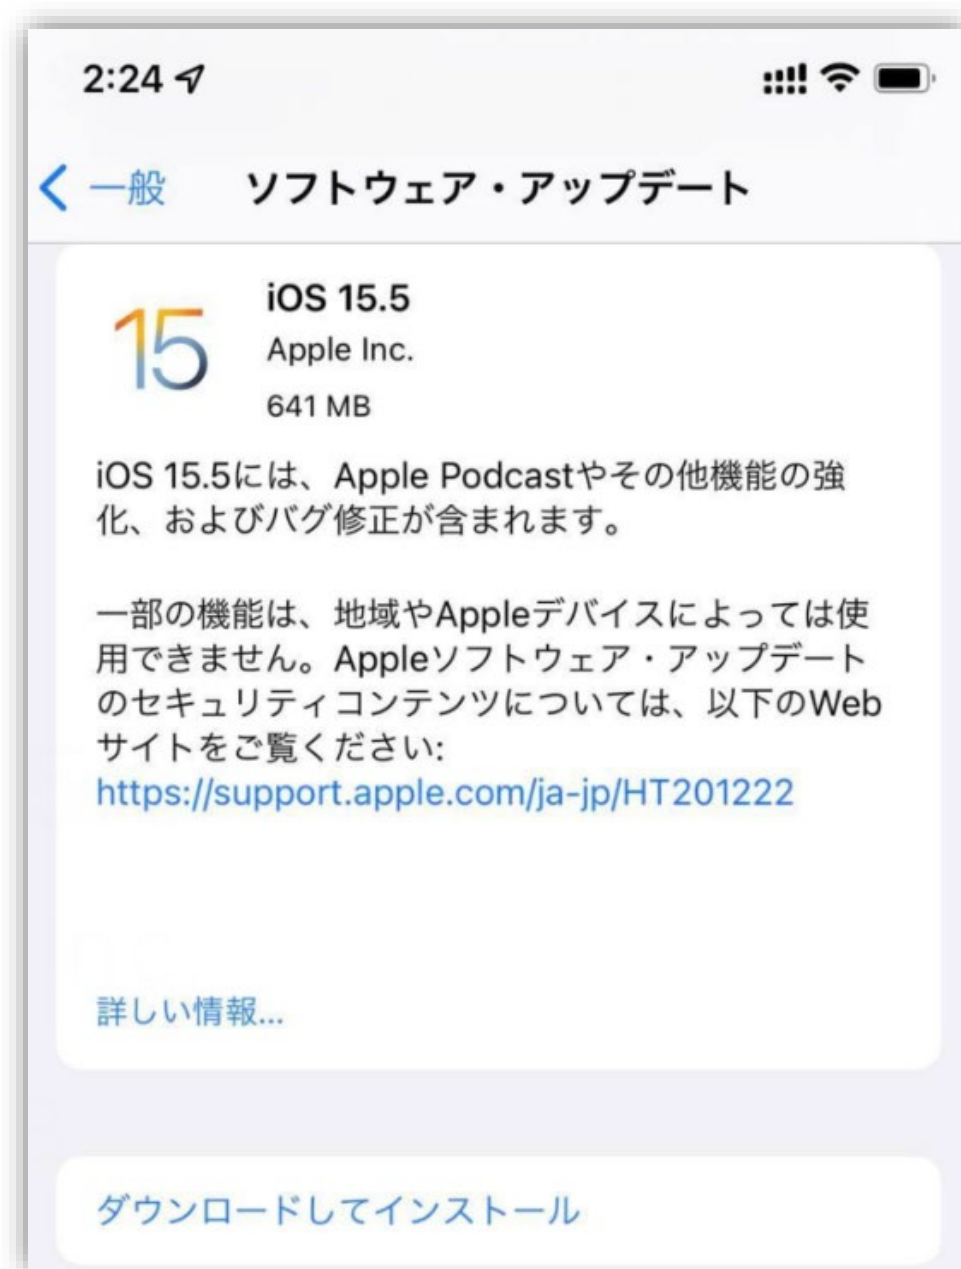 2:24
一般
ソフトウェア・アップデート
15
iOS 15.5
Apple Inc.
641 MB
iOS 15.5には、Apple Podcastやその他機能の強
化、およびバグ修正が含まれます。
一部の機能は、地域やAppleデバイスによっては使
用できません。Appleソフトウェア・アップデート
のセキュリティコンテンツについては、以下のWeb
サイトをご覧ください:
https://support.apple.com/ja-jp/HT201222
詳しい情報...
ダウンロードしてインストール